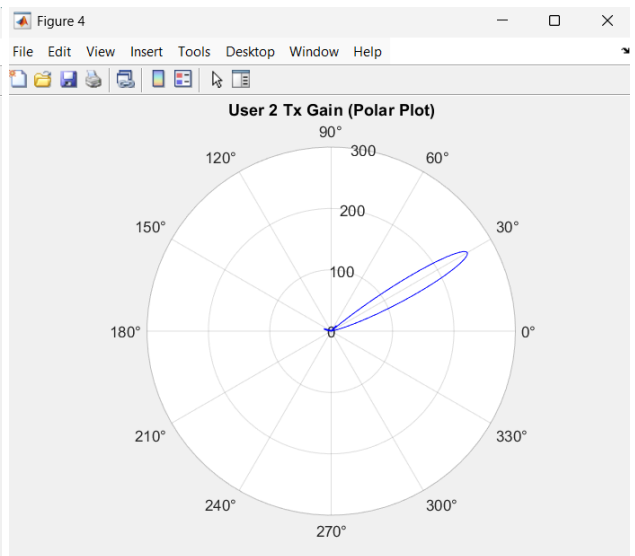 Figure 4
File Edit View Insert Tools Desktop Window Help
User 2 Tx Gain (Polar Plot)
90°
120° 300 60°
150° 200 30°
100
180° 0 0°
210° 330°
240° 300°
270°